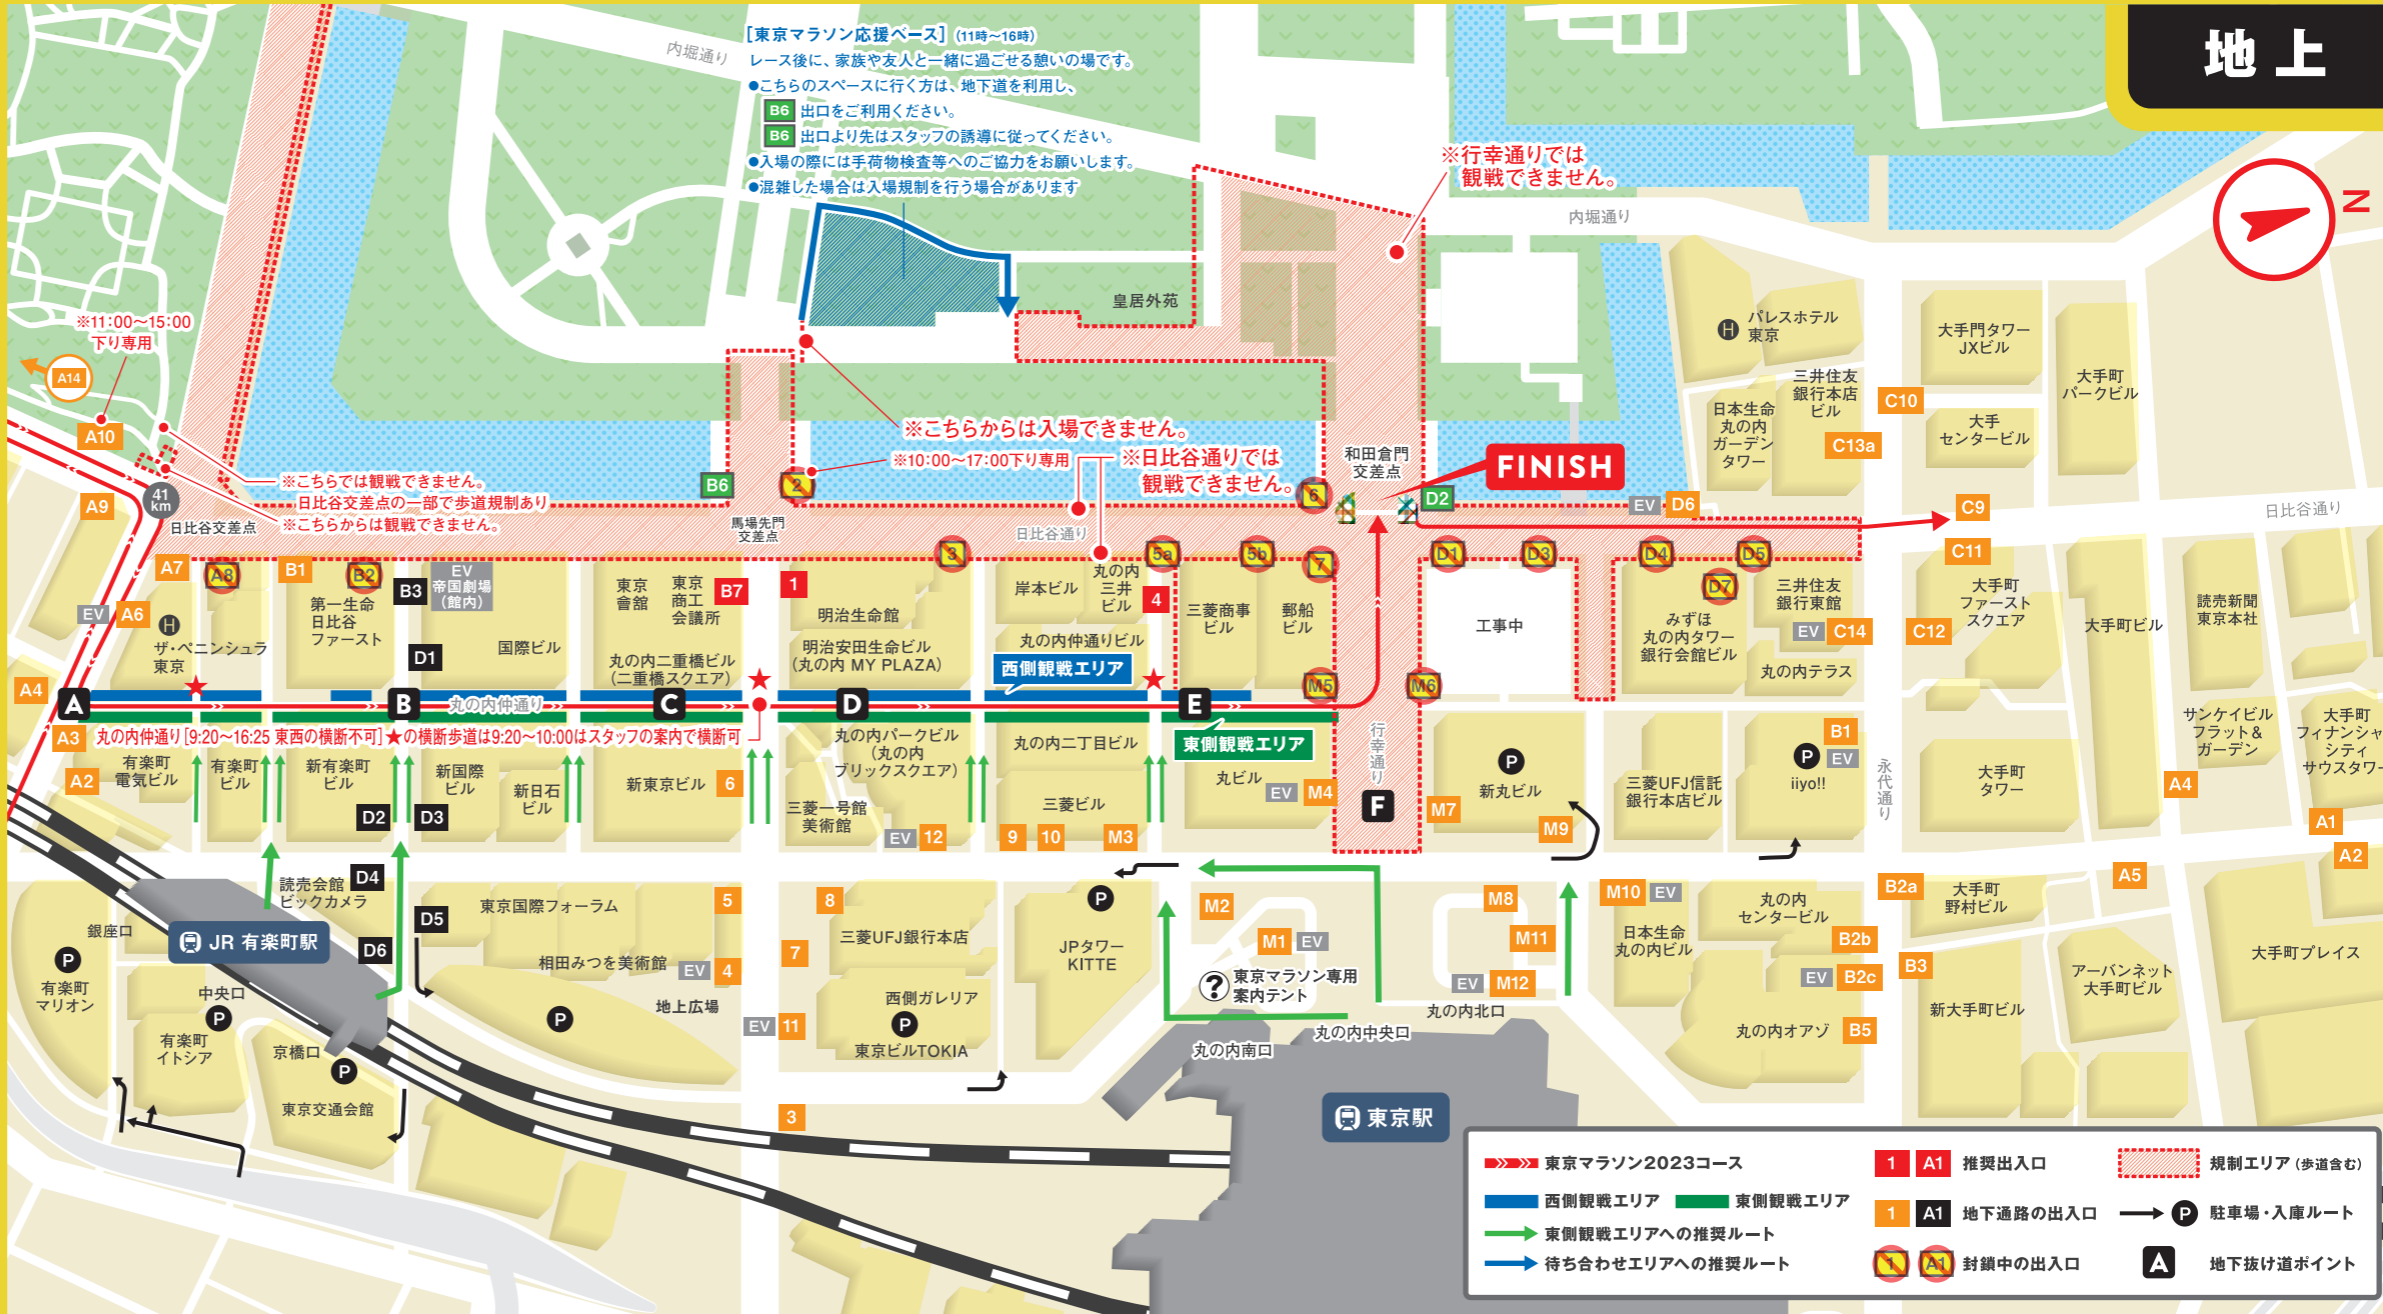 地上
内堀通り
[東京マラソン応援ベース](11時～16時)
レース後に、家族や友人と一緒に過ごせる憩いの場です。
●こちらのスペースに行く方は、地下道を利用し、
B6 出口をご利用ください。
B6 出口より先はスタッフの誘導に従ってください。
●入場の際には手荷物検査等へのご協力をお願いします。
●混雑した場合は入場規制を行う場合があります
※行幸通りでは
観戦できません。
内堀通り
N
皇居外苑
※11:00～15:00
下り専用
A14
A10
パレスホテル
東京
H
大手門タワー
JXビル
大手町
パークビル
三井住友
銀行本店
ビル
日本生命
丸の内
ガーデン
タワー
C10
大手
センタービル
C13a
※こちらからは入場できません。
※10:00～17:00下り専用
※日比谷通りでは
観戦できません。
和田倉門
交差点
FINISH
※こちらでは観戦できません。
日比谷交差点の一部で歩道規制あり
※こちらからは観戦できません。
A9
41
km
日比谷交差点
B6
2
馬場先門
交差点
日比谷通り
6
D2
EV
D6
C9
日比谷通り
C11
A7
A8
B1
B2
B3
EV
帝国劇場
(館内)
3
5a
5b
7
D1
D3
D4
D5
D7
EV
A6
H
ザ・ペニンシュラ
東京
第一生命
日比谷
ファースト
D1
国際ビル
東京
會舘
東京
商工
会議所
B7
1
丸の内二重橋ビル
(二重橋スクエア)
明治生命館
明治安田生命ビル
(丸の内 MY PLAZA)
岸本ビル
丸の内
三井
ビル
4
丸の内仲通りビル
西側観戦エリア
三菱商事
ビル
郵船
ビル
工事中
みずほ
丸の内タワー
銀行会館ビル
三井住友
銀行東館
EV
C14
丸の内テラス
C12
大手町
ファースト
スクエア
大手町ビル
読売新聞
東京本社
A4
A
B
丸の内仲通り
C
D
E
M5
M6
A3
丸の内仲通り[9:20～16:25 東西の横断不可]★の横断歩道は9:20～10:00はスタッフの案内で横断可
東側観戦エリア
A2
有楽町
電気ビル
有楽町
ビル
新有楽町
ビル
新国際
ビル
新日石
ビル
D2
D3
新東京ビル
6
丸の内パークビル
(丸の内
ブリックスクエア)
三菱一号館
美術館
EV
12
丸の内二丁目ビル
三菱ビル
9
10
M3
丸ビル
EV
M4
行幸通り
F
P
新丸ビル
M7
M9
三菱UFJ信託
銀行本店ビル
B1
P
EV
iiyo!!
永代通り
大手町
タワー
サンケイビル
フラット&
ガーデン
大手町
フィナンシャ
シティ
サウスタワー
A4
A1
A2
A5
読売会館
ビックカメラ
D4
D5
D6
銀座口
JR 有楽町駅
P
有楽町
マリオン
中央口
P
有楽町
イトシア
京橋口
P
東京交通会館
東京国際フォーラム
相田みつを美術館
P
地上広場
5
EV
4
7
8
EV
11
3
三菱UFJ銀行本店
西側ガレリア
P
東京ビルTOKIA
P
JPタワー
KITTE
M2
M1
EV
?
東京マラソン専用
案内テント
M8
M11
EV
M12
丸の内北口
丸の内中央口
丸の内南口
東京駅
M10
EV
日本生命
丸の内ビル
丸の内
センタービル
B2a
B2b
EV
B2c
丸の内オアゾ
B5
B3
大手町
野村ビル
新大手町ビル
アーバンネット
大手町ビル
大手町プレイス
東京マラソン2023コース
西側観戦エリア
東側観戦エリア
東側観戦エリアへの推奨ルート
待ち合わせエリアへの推奨ルート
1 A1 推奨出入口
1 A1 地下通路の出入口
1 A1 封鎖中の出入口
規制エリア(歩道含む)
P 駐車場・入庫ルート
A 地下抜け道ポイント